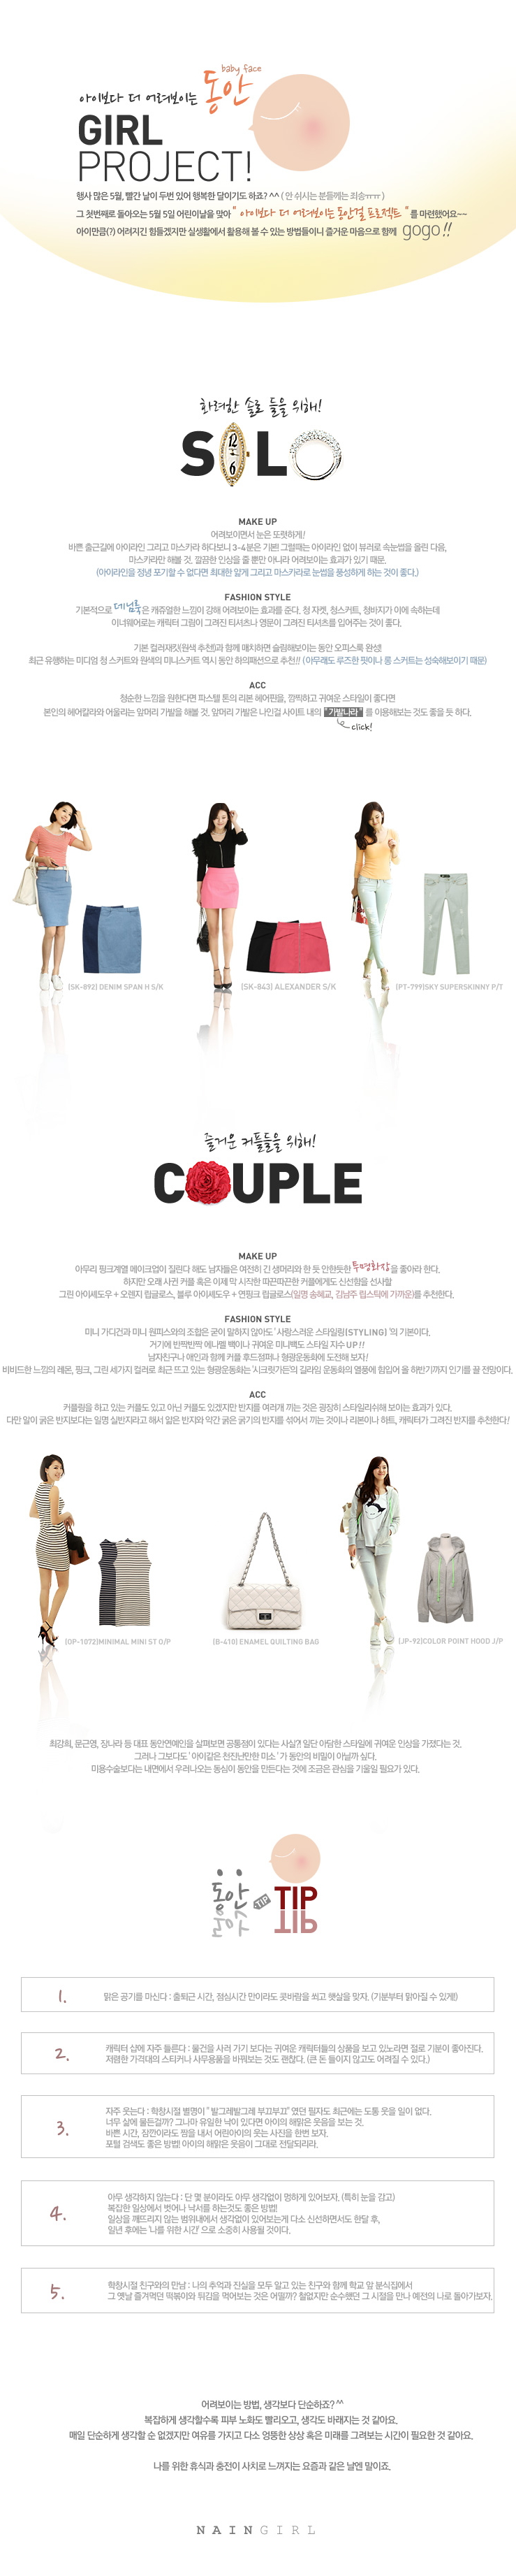 baby face
아이보다 더 어려보이는 동안
GIRL
PROJECT!
행사 많은 5월, 빨간 날이 두번 있어 행복한 달이기도 하죠? ^^ ( 안 쉬시는 분들께는 죄송ㅠㅠ )
그 첫번째로 돌아오는 5월 5일 어린이날을 맞아 " 아이보다 더 어려보이는 동안걸 프로젝트 " 를 마련했어요~~
아이만큼(?) 어려지긴 힘들겠지만 실생활에서 활용해 볼 수 있는 방법들이니 즐거운 마음으로 함께 gogo!!
화려한 솔로 들을 위해!
SOLO
MAKE UP
어려보이면서 눈은 또렷하게!
바쁜 출근길에 아이라인 그리고 마스카라 하다보니 3-4분은 기본! 그럴때는 아이라인 없이 뷰러로 속눈썹을 올린 다음,
마스카라만 해볼 것. 깔끔한 인상을 줄 뿐만 아니라 어려보이는 효과가 있기 때문.
(아이라인을 정녕 포기할 수 없다면 최대한 얇게 그리고 마스카라로 눈썹을 풍성하게 하는 것이 좋다.)
FASHION STYLE
기본적으로 데님룩은 캐쥬얼한 느낌이 강해 어려보이는 효과를 준다. 청 자켓, 청스커트, 청바지가 이에 속하는데
이너웨어로는 캐릭터 그림이 그려진 티셔츠나 영문이 그려진 티셔츠를 입어주는 것이 좋다.
기본 컬러재킷(원색 추천)과 함께 매치하면 슬림해보이는 동안 오피스룩 완성!
최근 유행하는 미디엄 청 스커트와 원색의 미니스커트 역시 동안 하의패션으로 추천!! (아무래도 루즈한 핏이나 롱 스커트는 성숙해보이기 때문)
ACC
청순한 느낌을 원한다면 파스텔 톤의 리본 헤어핀을, 깜찍하고 귀여운 스타일이 좋다면
본인의 헤어칼라와 어울리는 앞머리 가발을 해볼 것. 앞머리 가발은 나인걸 사이트 내의 "가발나라" 를 이용해보는 것도 좋을 듯 하다.
click!
(SK-892) DENIM SPAN H S/K
(SK-843) ALEXANDER S/K
(PT-799)SKY SUPERSKINNY P/T
즐거운 커플들을 위해!
COUPLE
MAKE UP
아무리 핑크계열 메이크업이 질린다 해도 남자들은 여전히 긴 생머리와 한 듯 안한듯한 투명화장을 좋아라 한다.
하지만 오래 사귄 커플 혹은 이제 막 시작한 따끈따끈한 커플에게도 신선함을 선사할
그린 아이섀도우 + 오렌지 립글로스, 블루 아이섀도우 + 연핑크 립글로스(일명 송혜교, 김남주 립스틱에 가까운)를 추천한다.
FASHION STYLE
미니 가디건과 미니 원피스와의 조합은 굳이 말하지 않아도 ' 사랑스러운 스타일링(STYLING) '의 기본이다.
거기에 반짝반짝 에나멜 백이나 귀여운 미니백도 스타일 지수 UP!!
남자친구나 애인과 함께 커플 후드점퍼나 형광운동화에 도전해 보자!
비비드한 느낌의 레몬, 핑크, 그린 세가지 컬러로 최근 뜨고 있는 형광운동화는 '시크릿가든'의 길라임 운동화의 열풍에 힘입어 올 하반기까지 인기를 끌 전망이다.
ACC
커플링을 하고 있는 커플도 있고 아닌 커플도 있겠지만 반지를 여러개 끼는 것은 굉장히 스타일리쉬해 보이는 효과가 있다.
다만 알이 굵은 반지보다는 일명 실반지라고 해서 얇은 반지와 약간 굵은 굵기의 반지를 섞어서 끼는 것이나 리본이나 하트, 캐릭터가 그려진 반지를 추천한다!
(OP-1072)MINIMAL MINI ST O/P
(B-410) ENAMEL QUILTING BAG
(JP-92)COLOR POINT HOOD J/P
최강희, 문근영, 장나라 등 대표 동안연예인을 살펴보면 공통점이 있다는 사실?! 일단 아담한 스타일에 귀여운 인상을 가졌다는 것.
그러나 그보다도 ' 아이같은 천진난만한 미소 ' 가 동안의 비밀이 아닐까 싶다.
미용수술보다는 내면에서 우러나오는 동심이 동안을 만든다는 것에 조금은 관심을 기울일 필요가 있다.
동안 TIP
1.
맑은 공기를 마신다 : 출퇴근 시간, 점심시간 만이라도 콧바람을 쐬고 햇살을 맞자. (기분부터 맑아질 수 있게!)
2.
캐릭터 샵에 자주 들른다 : 물건을 사러 가기 보다는 귀여운 캐릭터들의 상품을 보고 있노라면 절로 기분이 좋아진다.
저렴한 가격대의 스티커나 사무용품을 바꿔보는 것도 괜찮다. (큰 돈 들이지 않고도 어려질 수 있다.)
3.
자주 웃는다 : 학창시절 별명이 " 발그레발그레 부끄부끄" 였던 필자도 최근에는 도통 웃을 일이 없다.
너무 삶에 물든걸까? 그나마 유일한 낙이 있다면 아이의 해맑은 웃음을 보는 것.
바쁜 시간, 잠깐이라도 짬을 내서 어린아이의 웃는 사진을 한번 보자.
포털 검색도 좋은 방법! 아이의 해맑은 웃음이 그대로 전달되리라.
4.
아무 생각하지 않는다 : 단 몇 분이라도 아무 생각없이 멍하게 있어보자. (특히 눈을 감고)
복잡한 일상에서 벗어나 낙서를 하는것도 좋은 방법!
일상을 깨뜨리지 않는 범위내에서 생각없이 있어보는게 다소 신선하면서도 한달 후,
일년 후에는 '나를 위한 시간' 으로 소중히 사용될 것이다.
5.
학창시절 친구와의 만남 : 나의 추억과 진실을 모두 알고 있는 친구와 함께 학교 앞 분식집에서
그 옛날 즐겨먹던 떡볶이와 튀김을 먹어보는 것은 어떨까? 철없지만 순수했던 그 시절을 만나 예전의 나로 돌아가보자.
어려보이는 방법, 생각보다 단순하죠? ^^
복잡하게 생각할수록 피부 노화도 빨리오고, 생각도 바래지는 것 같아요.
매일 단순하게 생각할 순 없겠지만 여유를 가지고 다소 엉뚱한 상상 혹은 미래를 그려보는 시간이 필요한 것 같아요.
나를 위한 휴식과 충전이 사치로 느껴지는 요즘과 같은 날엔 말이죠.
NAINGIRL